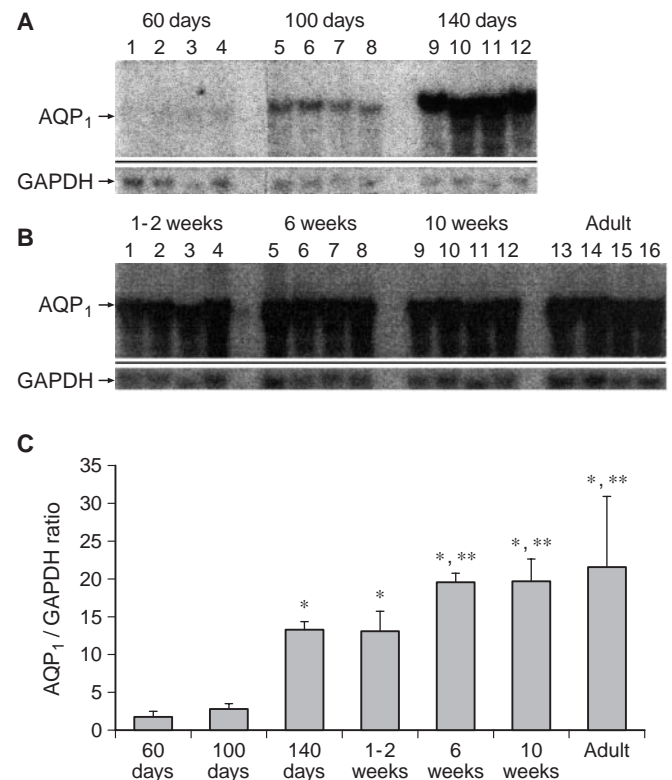 A
60 days 100 days 140 days
1 2 3 4 5 6 7 8 9 10 11 12
AQP1
GAPDH
B
1-2 weeks 6 weeks 10 weeks Adult
1 2 3 4 5 6 7 8 9 10 11 12 13 14 15 16
AQP1
GAPDH
C
AQP1 / GAPDH ratio
35
30
25
20
15
10
5
0
* * *, ** *, ** *, **
60 days 100 days 140 days 1-2 weeks 6 weeks 10 weeks Adult